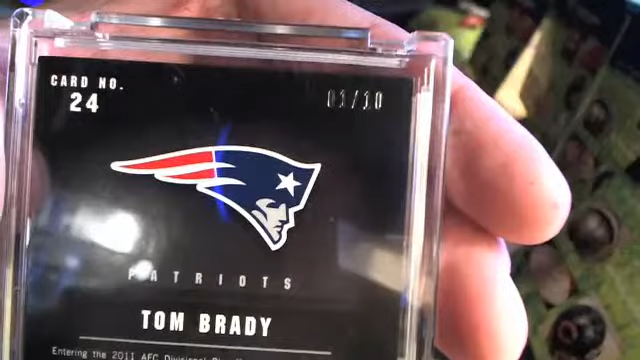 CARD NO.
24
01/10
PATRIOTS
TOM BRADY
Entering the 2011 AFC Divisional